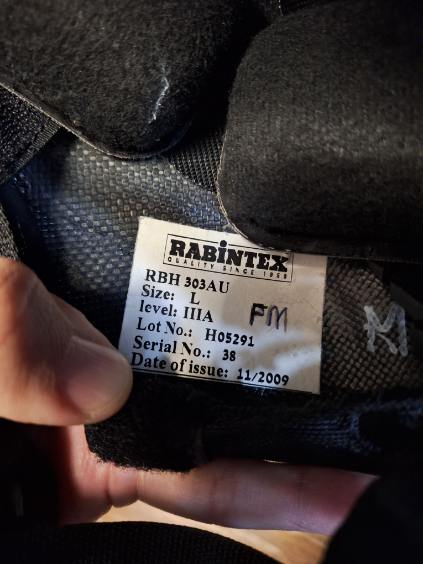 RABiNTEX
QUALITY SINCE 1950
RBH 303AU
Size: L
level: IIIA FM
Lot No.: H05291
Serial No.: 38
Date of issue: 11/2009
M